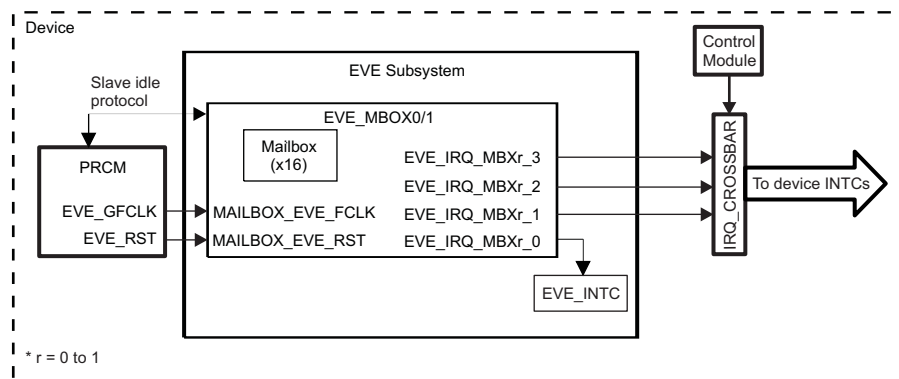 Device
Control
Module
EVE Subsystem
Slave idle
protocol
EVE_MBOX0/1
Mailbox
(x16)
PRCM
EVE_IRQ_MBXr_3
EVE_IRQ_MBXr_2
EVE_IRQ_MBXr_1
EVE_IRQ_MBXr_0
EVE_GFCLK
MAILBOX_EVE_FCLK
EVE_RST
MAILBOX_EVE_RST
IRQ_CROSSBAR
To device INTCs
EVE_INTC
* r = 0 to 1